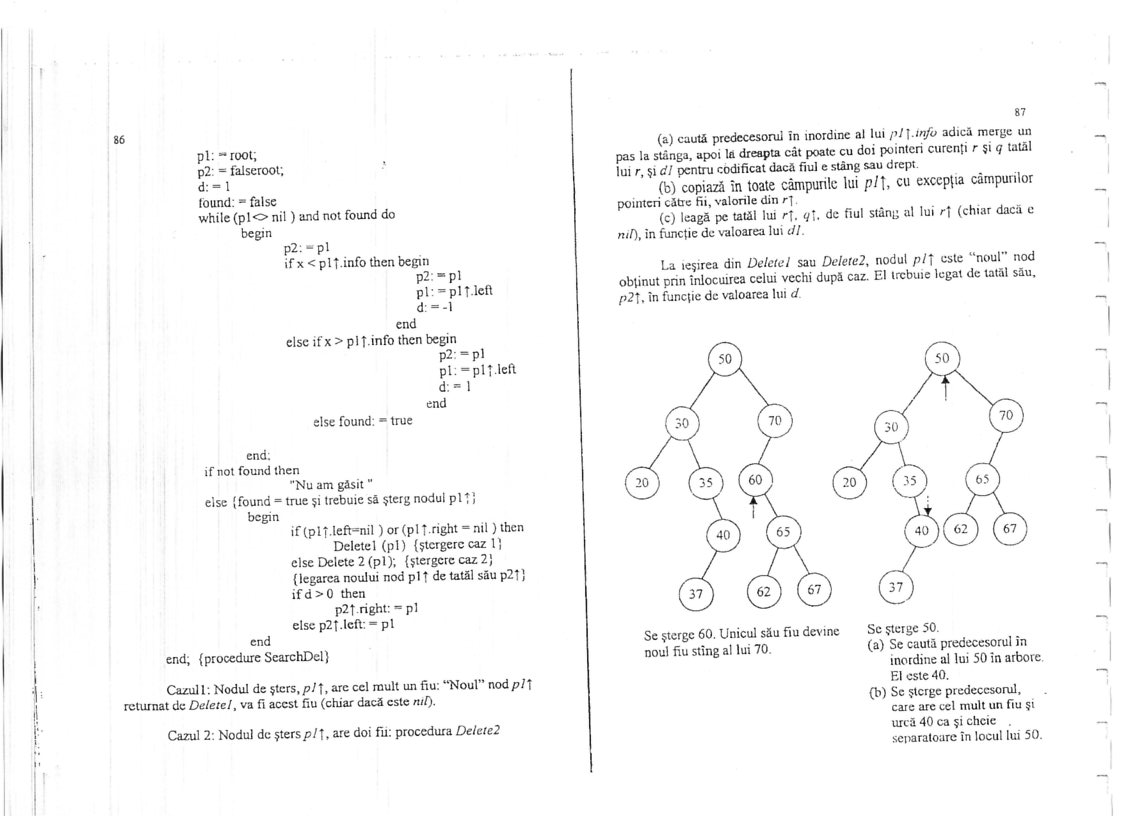 86
p1: = root;
p2: = falseroot;
d: = 1
found: = false
while (p1<> nil ) and not found do
begin
p2: = p1
if x < p1↑.info then begin
p2: = p1
p1: = p1↑.left
d: = -1
end
else if x > p1↑.info then begin
p2: = p1
p1: =p1↑.left
d: = 1
end
else found: = true
end;
if not found then
"Nu am găsit "
else {found = true şi trebuie să şterg nodul p1↑}
begin
if (p1↑.left=nil ) or (p1↑.right = nil ) then
Delete1 (p1) {ştergere caz 1}
else Delete 2 (p1); {ştergere caz 2}
{legarea noului nod p1↑ de tatăl său p2↑}
if d > 0 then
p2↑.right: = p1
else p2↑.left: = p1
end
end; {procedure SearchDel}
Cazul1: Nodul de şters, p1↑, are cel mult un fiu: “Noul” nod p1↑
returnat de Delete1, va fi acest fiu (chiar dacă este nil).
Cazul 2: Nodul de şters p1↑, are doi fii: procedura Delete2
87
(a) caută predecesorul în inordine al lui p1↑.info adică merge un
pas la stânga, apoi la dreapta cât poate cu doi pointeri curenţi r şi q tatăl
lui r, şi d1 pentru codificat dacă fiul e stâng sau drept.
(b) copiază în toate câmpurile lui p1↑, cu excepţia câmpurilor
pointeri către fii, valorile din r↑.
(c) leagă pe tatăl lui r↑, q↑, de fiul stâng al lui r↑ (chiar dacă e
nil), în funcţie de valoarea lui d1.
La ieşirea din Delete1 sau Delete2, nodul p1↑ este “noul” nod
obţinut prin înlocuirea celui vechi după caz. El trebuie legat de tatăl său,
p2↑, în funcţie de valoarea lui d.
50
30
70
20
35
60
40
65
37
62
67
Se şterge 60. Unicul său fiu devine
noul fiu stîng al lui 70.
50
30
70
20
35
65
40
62
67
37
Se şterge 50.
(a) Se caută predecesorul în
inordine al lui 50 în arbore.
El este 40.
(b) Se şterge predecesorul,
care are cel mult un fiu şi
urcă 40 ca şi cheie
separatoare în locul lui 50.